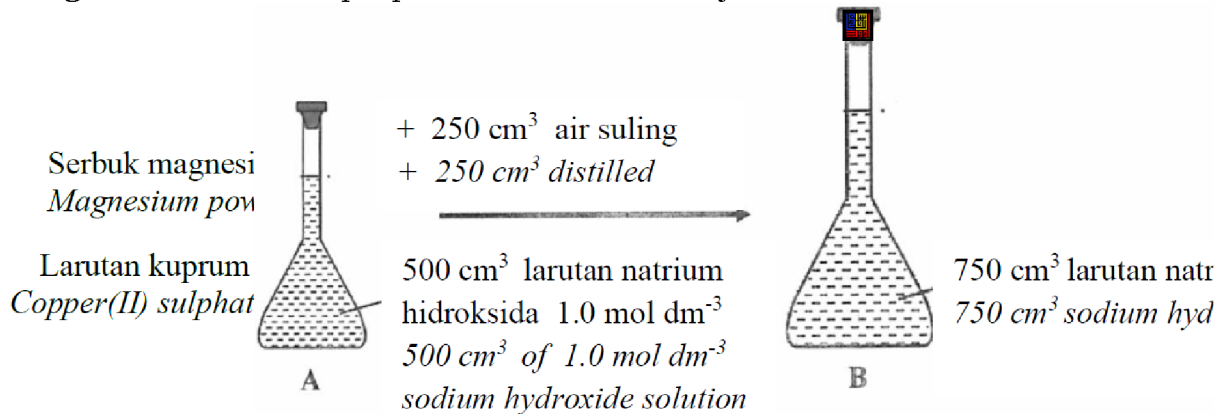 + 250 cm³ air suling
+ 250 cm³ distilled
Serbuk magnesi
Magnesium pow
Larutan kuprum
Copper(II) sulphat
500 cm³ larutan natrium
hidroksida 1.0 mol dm⁻³
500 cm³ of 1.0 mol dm⁻³
sodium hydroxide solution
750 cm³ larutan natr
750 cm³ sodium hyd
A
B